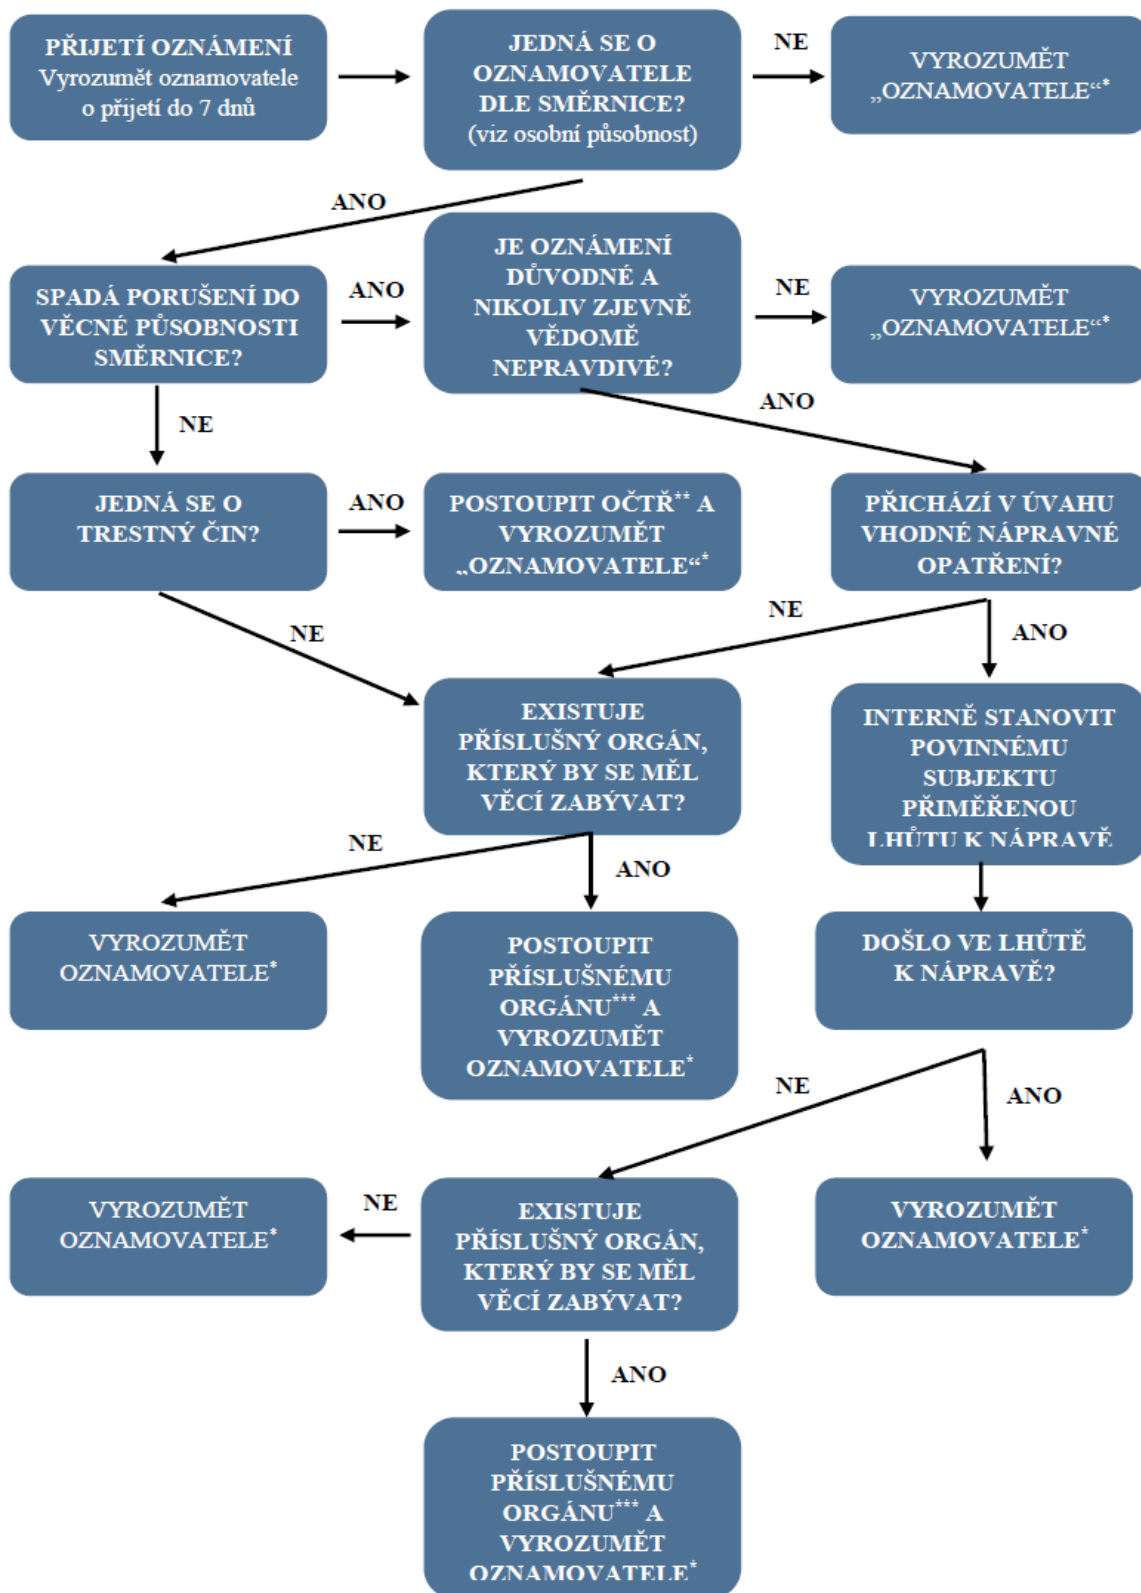 PŘIJETÍ OZNÁMENÍ
Vyrozumět oznamovatele
o přijetí do 7 dnů
JEDNÁ SE O
OZNAMOVATELE
DLE SMĚRNICE?
(viz osobní působnost)
NE
VYROZUMĚT
„OZNAMOVATELE“*
ANO
SPADÁ PORUŠENÍ DO
VĚCNÉ PŮSOBNOSTI
SMĚRNICE?
ANO
JE OZNÁMENÍ
DŮVODNÉ A
NIKOLIV ZJEVNĚ
VĚDOMĚ
NEPRAVDIVÉ?
NE
VYROZUMĚT
„OZNAMOVATELE“*
NE
ANO
JEDNÁ SE O
TRESTNÝ ČIN?
ANO
POSTOUPIT OČTŘ** A
VYROZUMĚT
„OZNAMOVATELE“*
PŘICHÁZÍ V ÚVAHU
VHODNÉ NÁPRAVNÉ
OPATŘENÍ?
NE
NE
ANO
EXISTUJE
PŘÍSLUŠNÝ ORGÁN,
KTERÝ BY SE MĚL
VĚCÍ ZABÝVAT?
INTERNĚ STANOVIT
POVINNÉMU
SUBJEKTU
PŘIMĚŘENOU
LHŮTU K NÁPRAVĚ
NE
ANO
VYROZUMĚT
OZNAMOVATELE*
POSTOUPIT
PŘÍSLUŠNÉMU
ORGÁNU*** A
VYROZUMĚT
OZNAMOVATELE*
DOŠLO VE LHŮTĚ
K NÁPRAVĚ?
NE
ANO
VYROZUMĚT
OZNAMOVATELE*
NE
EXISTUJE
PŘÍSLUŠNÝ ORGÁN,
KTERÝ BY SE MĚL
VĚCÍ ZABÝVAT?
VYROZUMĚT
OZNAMOVATELE*
ANO
POSTOUPIT
PŘÍSLUŠNÉMU
ORGÁNU*** A
VYROZUMĚT
OZNAMOVATELE*